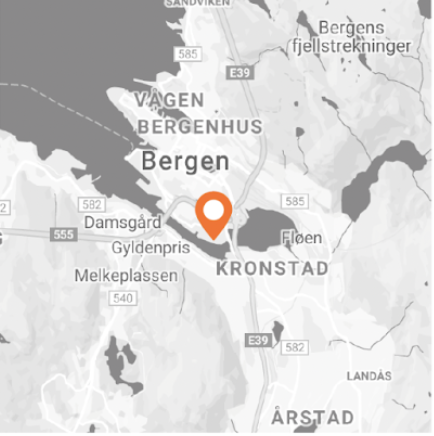 SANDVIKEN
Bergens
fjellstrekninger
585
E39
VÅGEN
BERGENHUS
Bergen
582
585
Damsgård
555
Gyldenpris
Fløen
Melkeplassen
KRONSTAD
540
E39
582
LANDÅS
ÅRSTAD